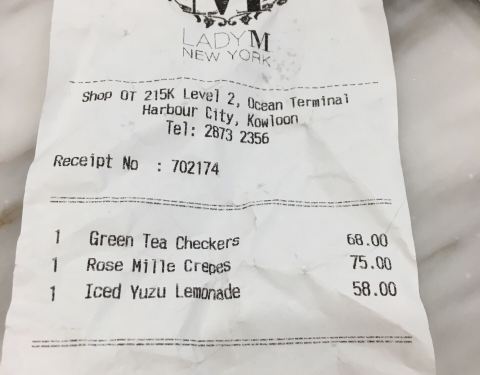 M
LADY M
NEW YORK
Shop OT 215K Level 2, Ocean Terminal
Harbour City, Kowloon
Tel: 2873 2356
Receipt No : 702174
1 Green Tea Checkers 68.00
1 Rose Mille Crepes 75.00
1 Iced Yuzu Lemonade 58.00